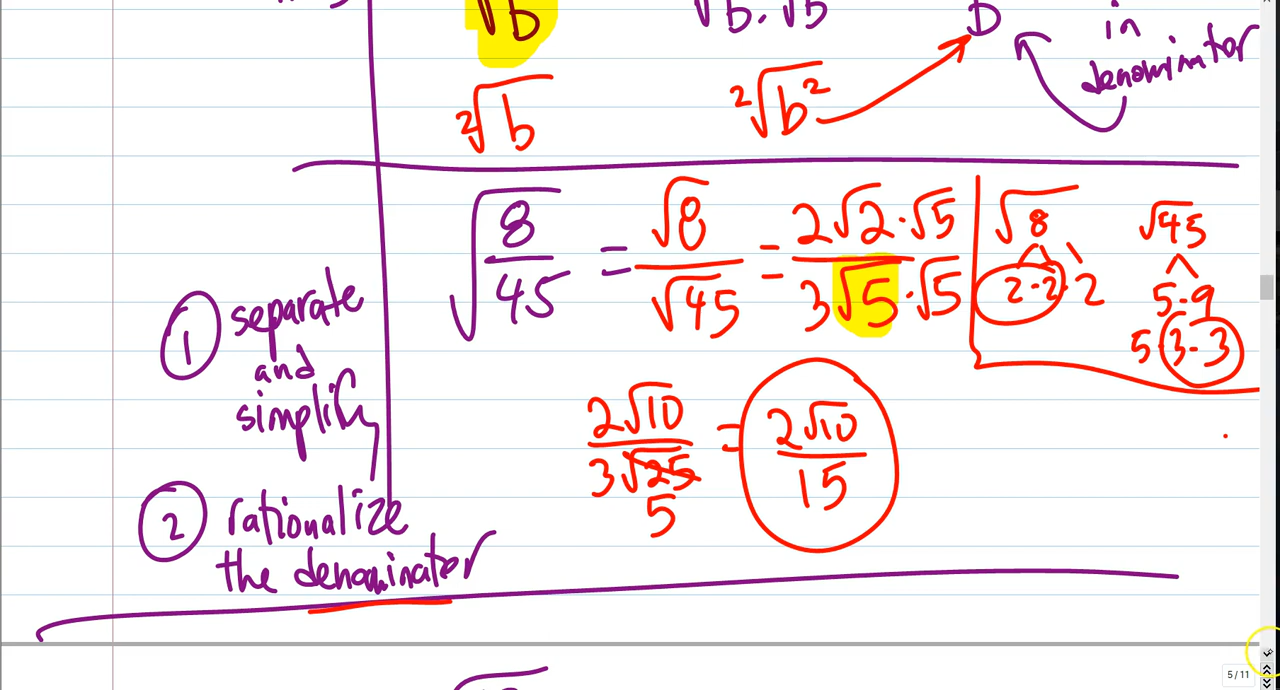 √b √b · √b b in
denominator
²√b ²√b²
√(8/45) = √8/√45 = 2√2 · √5 / 3√5 · √5
√8 √45
2 · 2 · 2 5 · 9
5 · 3 · 3
① separate
and
simplify
2√10 / 3√25 = 2√10 / 15
5
② rationalize
the denominator
5 / 11